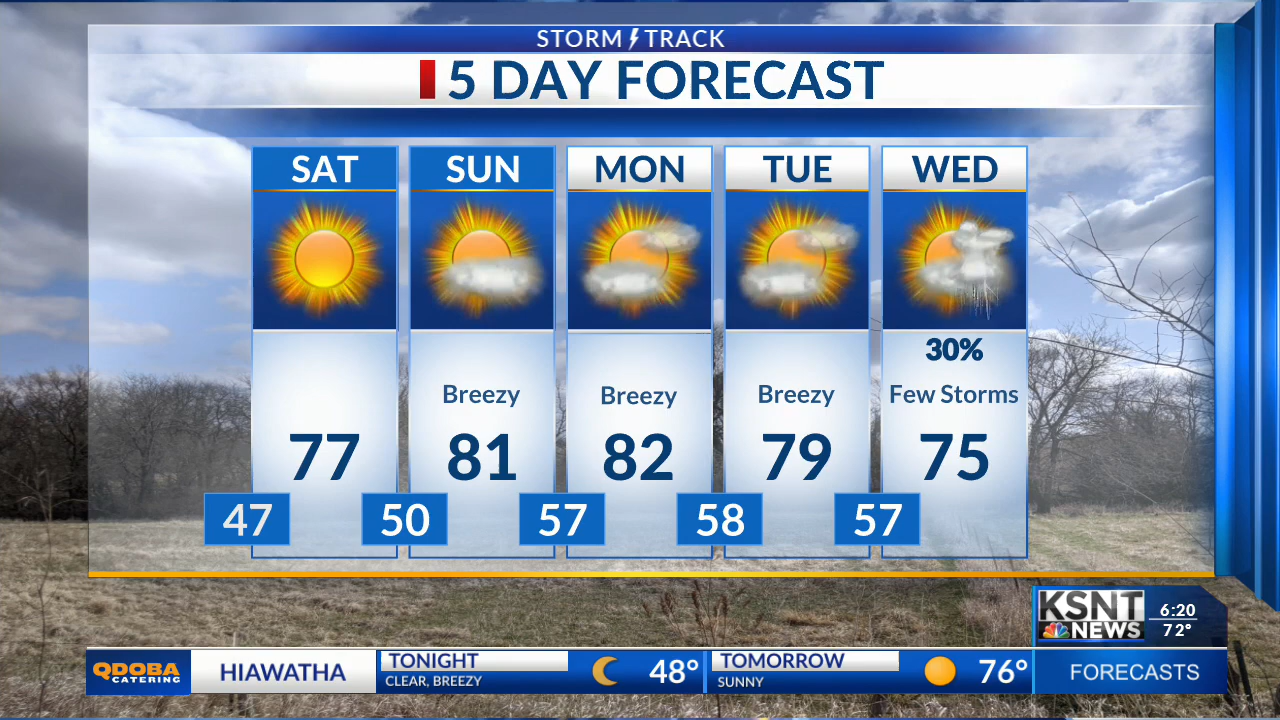 STORM TRACK
5 DAY FORECAST
SAT SUN MON TUE WED
30%
Breezy Breezy Breezy Few Storms
77 81 82 79 75
47 50 57 58 57
KSNT
NEWS
6:20
72°
QDOBA
CATERING
HIAWATHA
TONIGHT
CLEAR, BREEZY
48°
TOMORROW
SUNNY
76°
FORECASTS